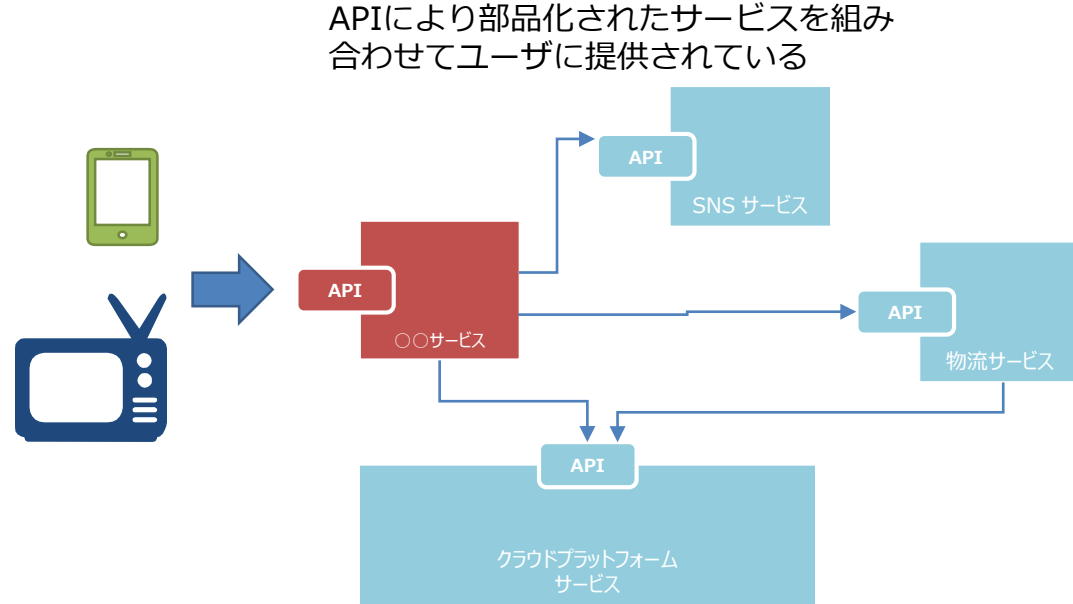 APIにより部品化されたサービスを組み
合わせてユーザに提供されている
API
SNS サービス
API
○○サービス
API
物流サービス
API
クラウドプラットフォーム
サービス